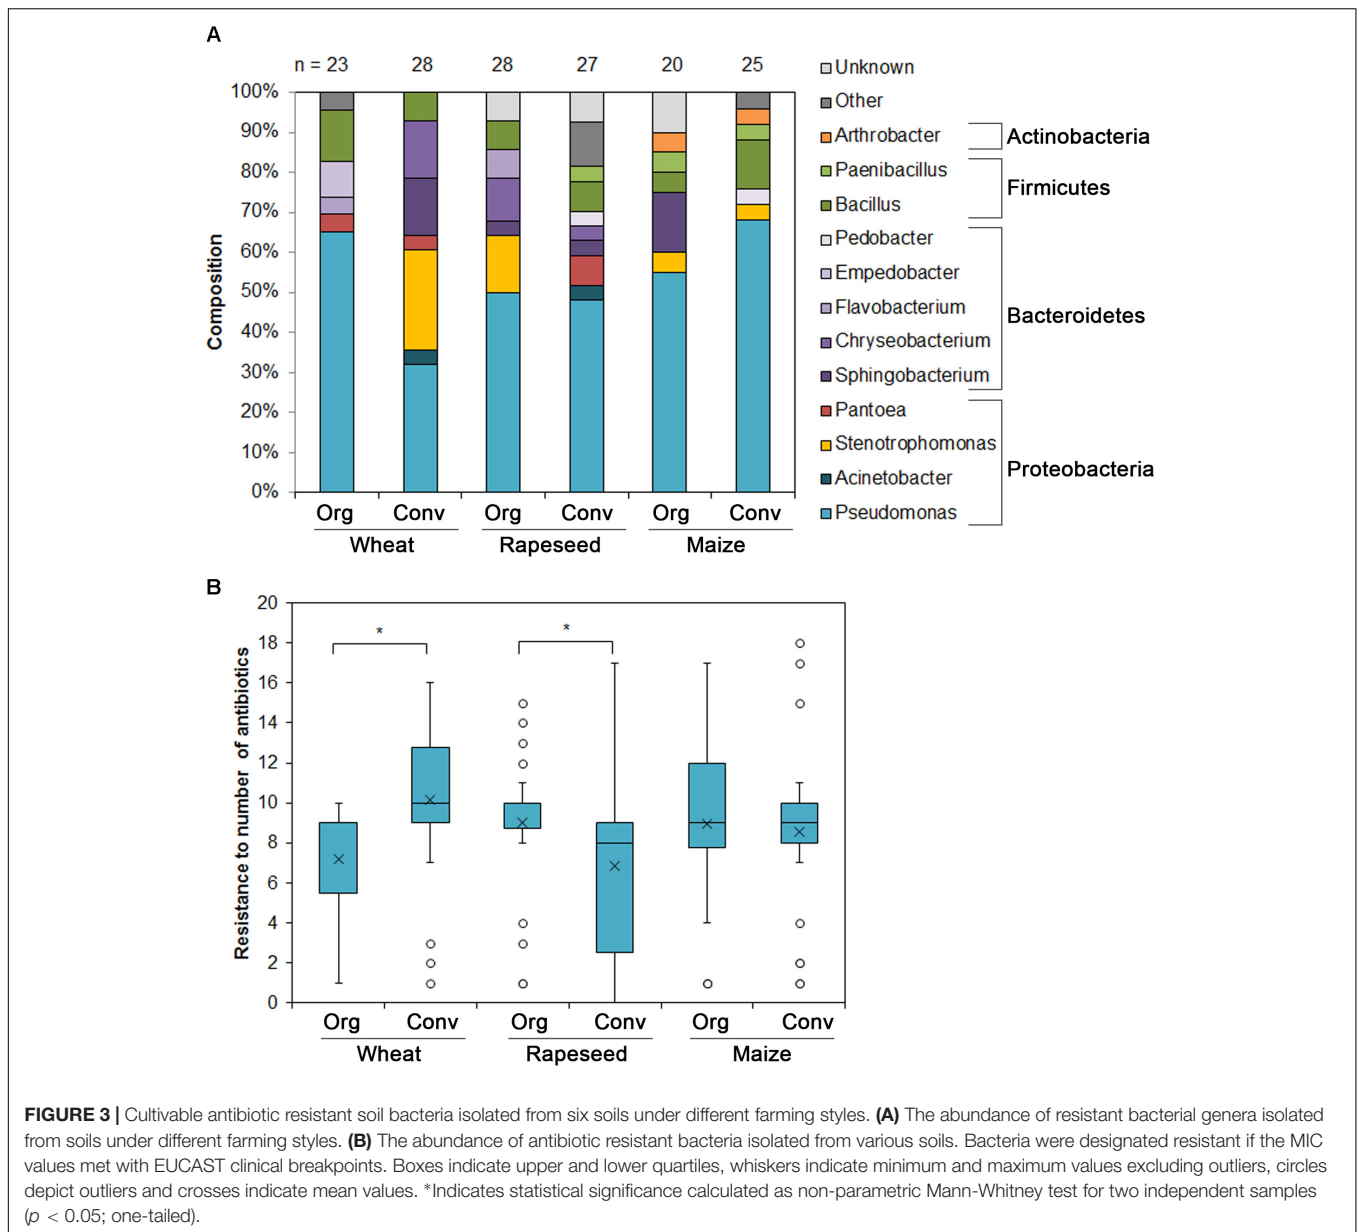 A
n = 23 28 28 27 20 25
100%
90%
80%
70%
60%
50%
40%
30%
20%
10%
0%
Composition
Org Conv Org Conv Org Conv
Wheat Rapeseed Maize
Unknown
Other
Arthrobacter
Paenibacillus
Bacillus
Pedobacter
Empedobacter
Flavobacterium
Chryseobacterium
Sphingobacterium
Pantoea
Stenotrophomonas
Acinetobacter
Pseudomonas
Actinobacteria
Firmicutes
Bacteroidetes
Proteobacteria
B
20
18
16
14
12
10
8
6
4
2
0
Resistance to number of antibiotics
* *
Org Conv Org Conv Org Conv
Wheat Rapeseed Maize
FIGURE 3 | Cultivable antibiotic resistant soil bacteria isolated from six soils under different farming styles. (A) The abundance of resistant bacterial genera isolated
from soils under different farming styles. (B) The abundance of antibiotic resistant bacteria isolated from various soils. Bacteria were designated resistant if the MIC
values met with EUCAST clinical breakpoints. Boxes indicate upper and lower quartiles, whiskers indicate minimum and maximum values excluding outliers, circles
depict outliers and crosses indicate mean values. *Indicates statistical significance calculated as non-parametric Mann-Whitney test for two independent samples
(p < 0.05; one-tailed).